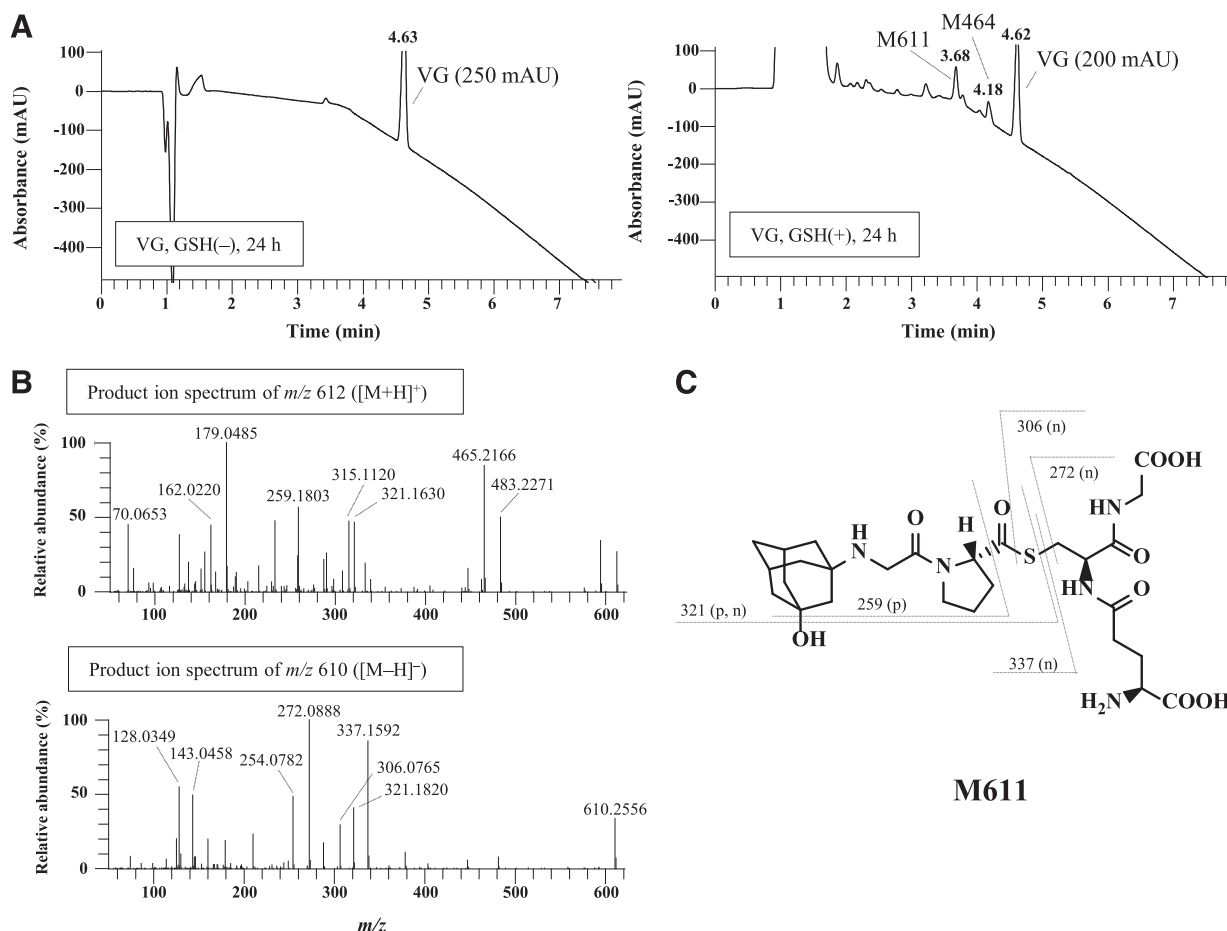 A
Absorbance (mAU)
100
0
-100
-200
-300
-400
4.63
VG (250 mAU)
VG, GSH(–), 24 h
0
1
2
3
4
5
6
7
Time (min)
Absorbance (mAU)
100
0
-100
-200
-300
-400
M611
M464
3.68
4.18
4.62
VG (200 mAU)
VG, GSH(+), 24 h
0
1
2
3
4
5
6
7
Time (min)
B
Product ion spectrum of m/z 612 ([M+H]+)
Relative abundance (%)
100
50
0
70.0653
162.0220
179.0485
259.1803
315.1120
321.1630
465.2166
483.2271
100
200
300
400
500
600
Product ion spectrum of m/z 610 ([M–H]–)
Relative abundance (%)
100
50
0
128.0349
143.0458
254.0782
272.0888
337.1592
306.0765
321.1820
610.2556
100
200
300
400
500
600
m/z
C
306 (n)
272 (n)
COOH
HN
O
O
H
O
H
N
N
S
O
H
N
O
321 (p, n)
259 (p)
OH
337 (n)
H2N
COOH
M611